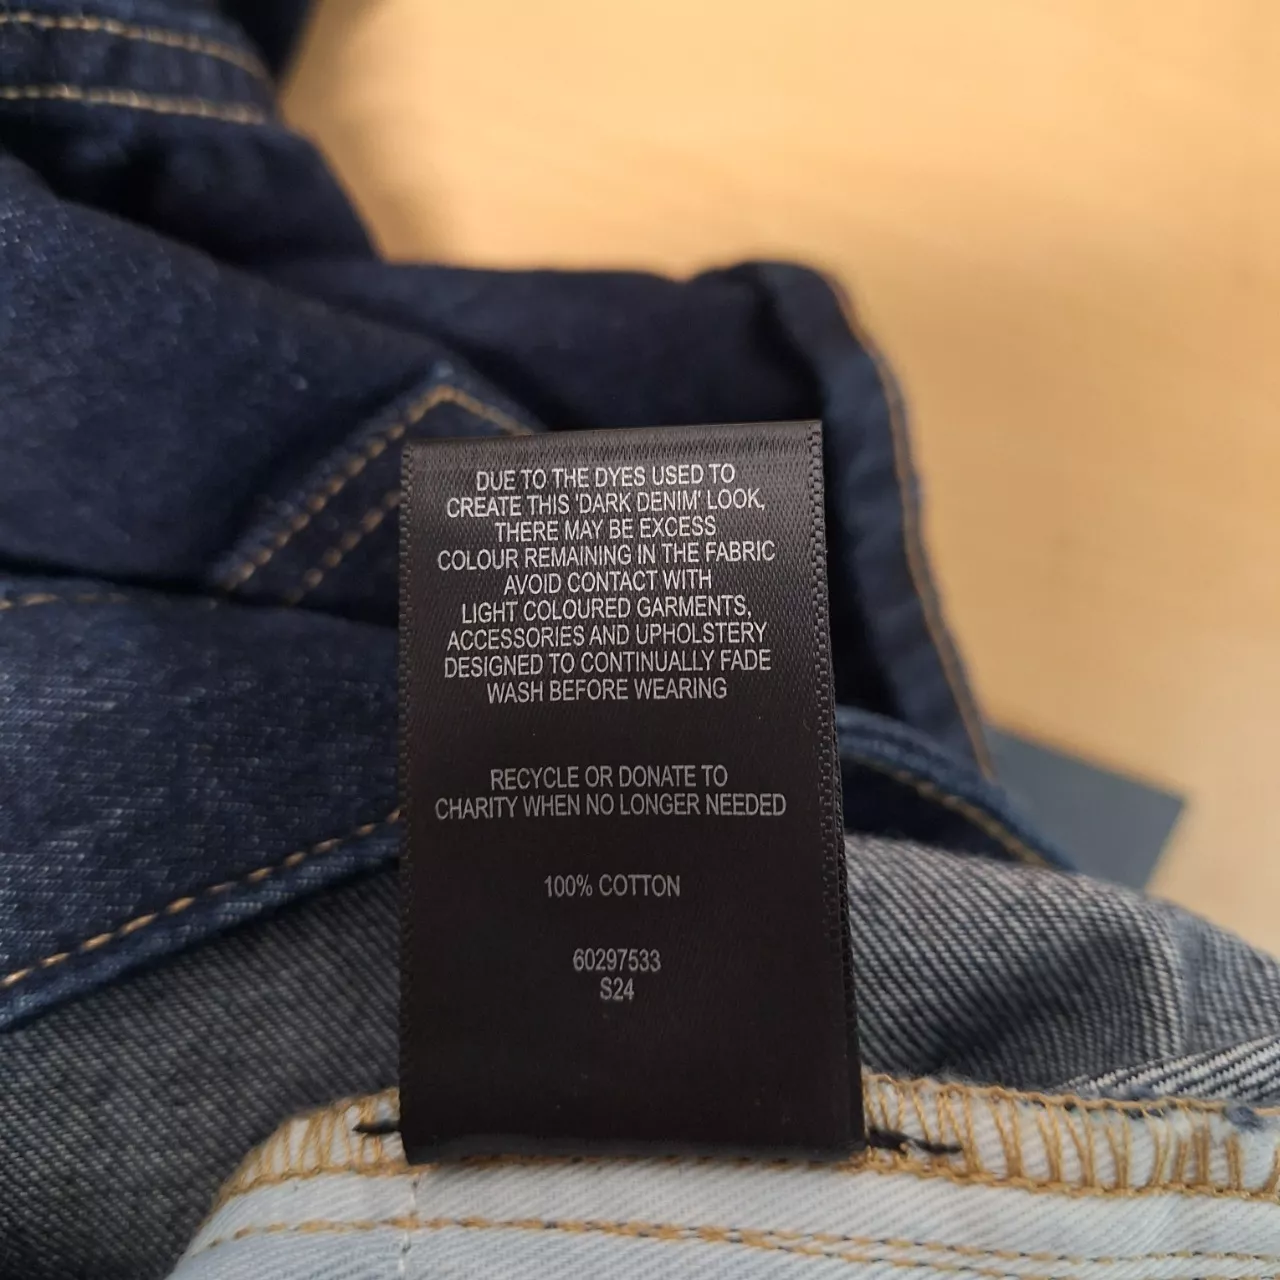 DUE TO THE DYES USED TO
CREATE THIS 'DARK DENIM' LOOK,
THERE MAY BE EXCESS
COLOUR REMAINING IN THE FABRIC
AVOID CONTACT WITH
LIGHT COLOURED GARMENTS,
ACCESSORIES AND UPHOLSTERY
DESIGNED TO CONTINUALLY FADE
WASH BEFORE WEARING
RECYCLE OR DONATE TO
CHARITY WHEN NO LONGER NEEDED
100% COTTON
60297533
S24